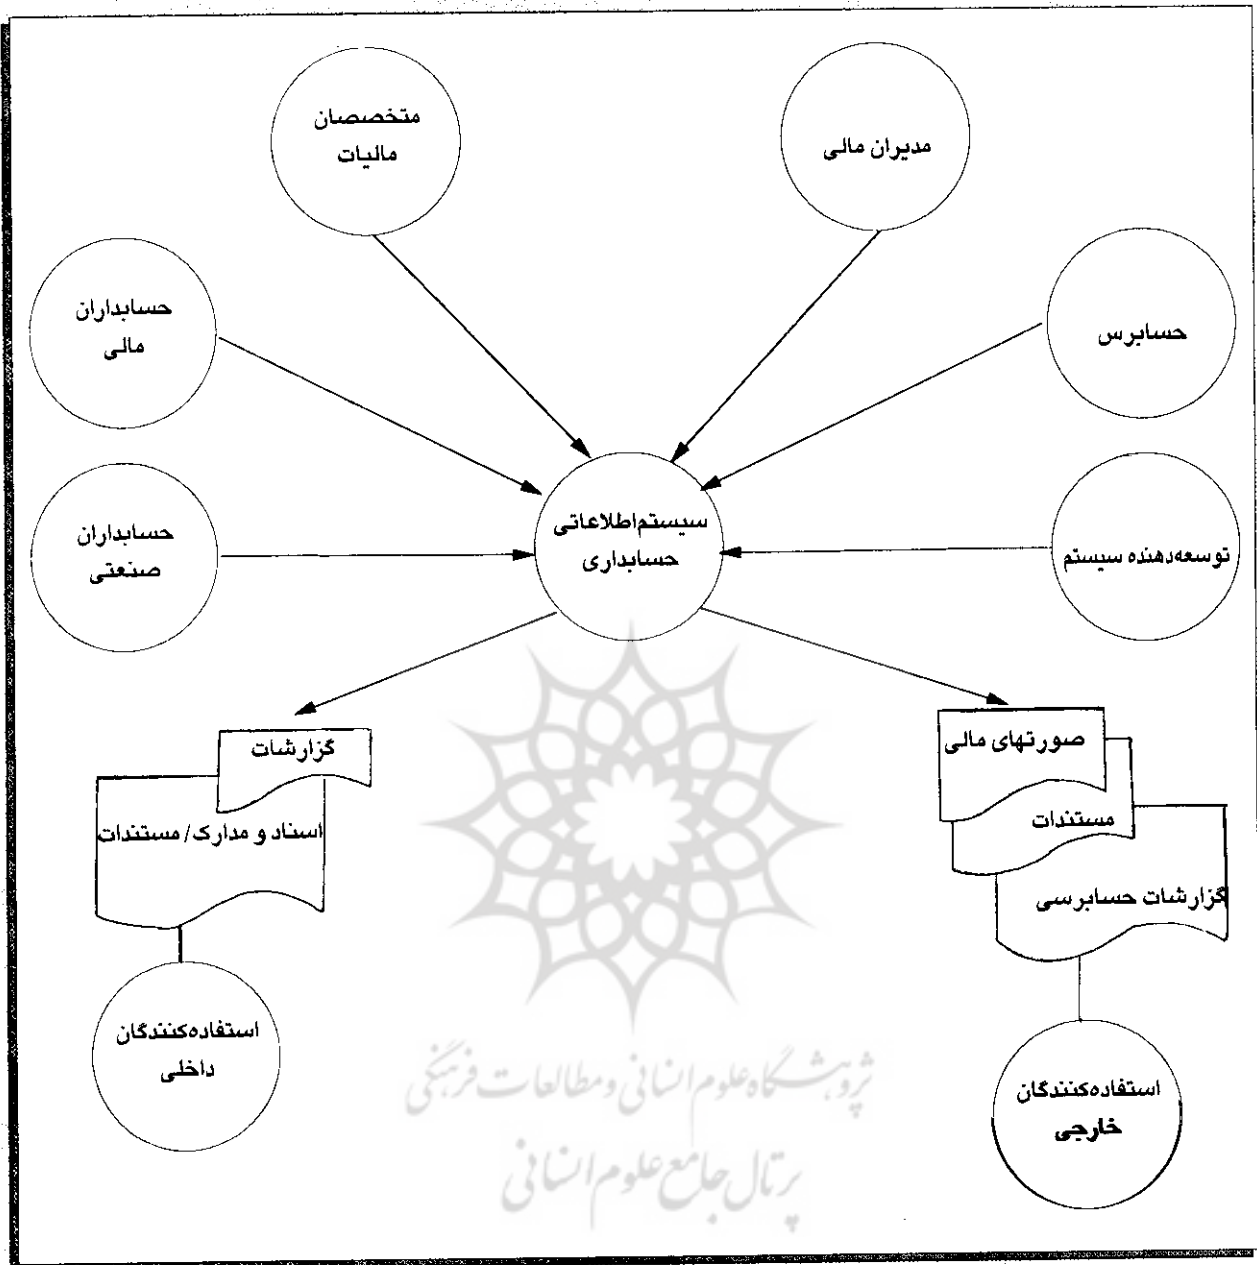 مدیران مالی
متخصصان
مالیات
حسابرس
حسابداران
مالی
توسعه‌دهنده سیستم
سیستم اطلاعاتی
حسابداری
حسابداران
صنعتی
صورتهای مالی
مستندات
گزارشات حسابرسی
گزارشات
اسناد و مدارک / مستندات
استفاده‌کنندگان
خارجی
استفاده‌کنندگان
داخلی
پژوهشگاه علوم انسانی و مطالعات فرهنگی
پرتال جامع علوم انسانی